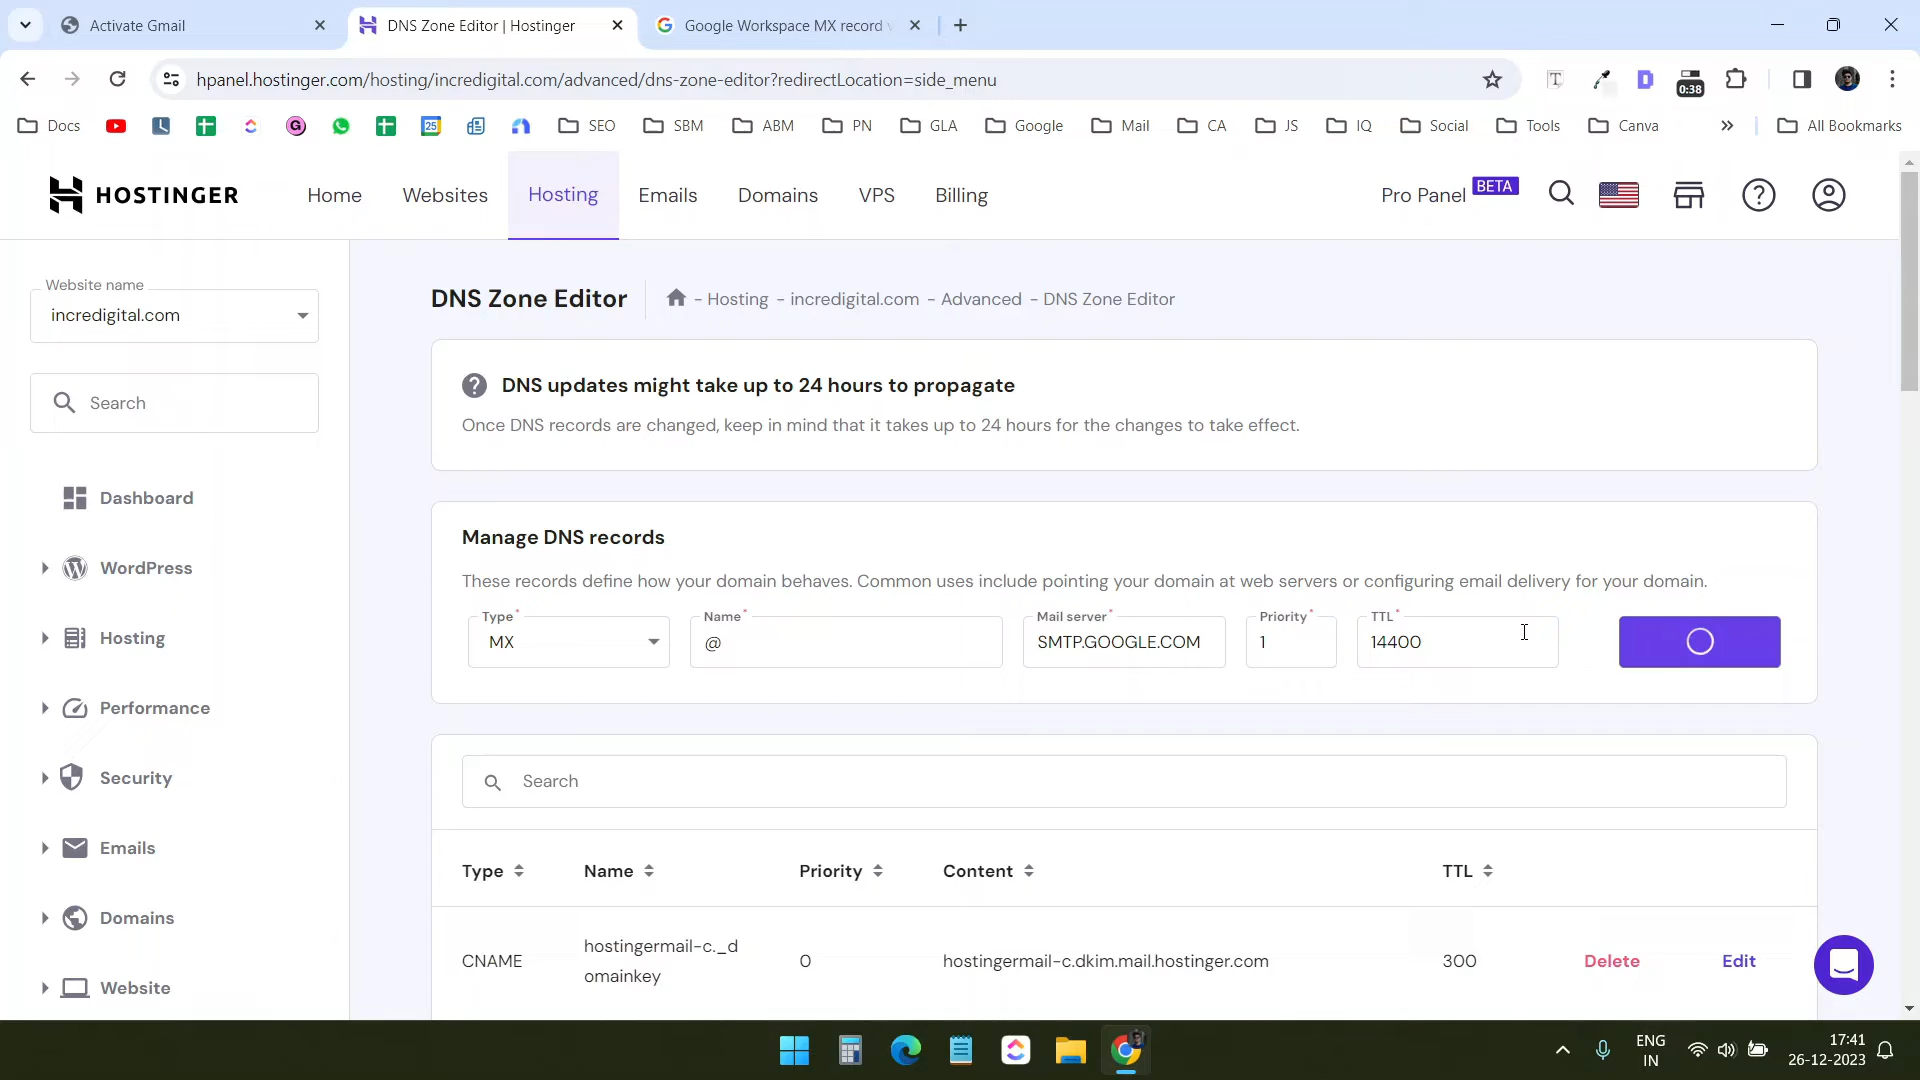 Activate Gmail
DNS Zone Editor | Hostinger
Google Workspace MX record v
hpanel.hostinger.com/hosting/incredigital.com/advanced/dns-zone-editor?redirectLocation=side_menu
0:38
Docs
25
SEO
SBM
ABM
PN
GLA
Google
Mail
CA
JS
IQ
Social
Tools
Canva
All Bookmarks
HOSTINGER
Home
Websites
Hosting
Emails
Domains
VPS
Billing
Pro Panel BETA
Website name
incredigital.com
Search
Dashboard
WordPress
Hosting
Performance
Security
Emails
Domains
Website
DNS Zone Editor
- Hosting - incredigital.com - Advanced - DNS Zone Editor
DNS updates might take up to 24 hours to propagate
Once DNS records are changed, keep in mind that it takes up to 24 hours for the changes to take effect.
Manage DNS records
These records define how your domain behaves. Common uses include pointing your domain at web servers or configuring email delivery for your domain.
Type* Name* Mail server* Priority* TTL*
MX @ SMTP.GOOGLE.COM 1 14400
Search
Type Name Priority Content TTL
CNAME hostingermail-c._d
omainkey 0 hostingermail-c.dkim.mail.hostinger.com 300 Delete Edit
ENG
IN
17:41
26-12-2023